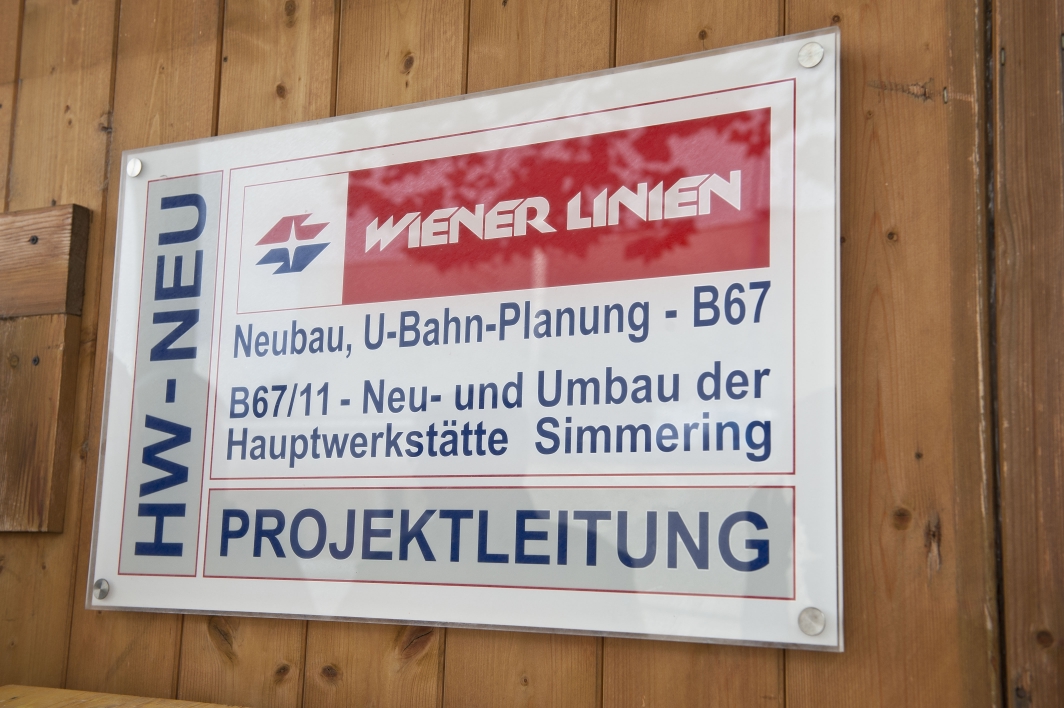 HW-NEU
WIENER LINIEN
Neubau, U-Bahn-Planung - B67
B67/11 - Neu- und Umbau der
Hauptwerkstätte Simmering
PROJEKTLEITUNG